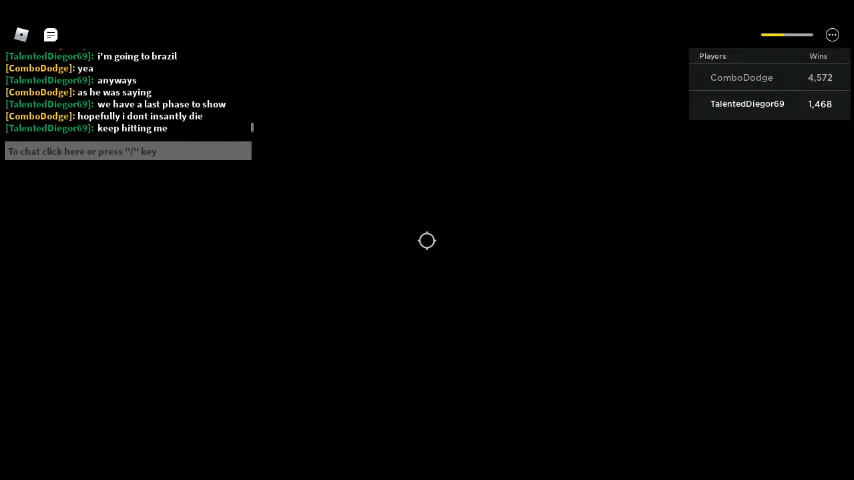 [TalentedDiegor69]: i'm going to brazil
[ComboDodge]: yea
[TalentedDiegor69]: anyways
[ComboDodge]: as he was saying
[TalentedDiegor69]: we have a last phase to show
[ComboDodge]: hopefully i dont insantly die
[TalentedDiegor69]: keep hitting me
To chat click here or press "/" key
Players Wins
ComboDodge 4,572
TalentedDiegor69 1,468